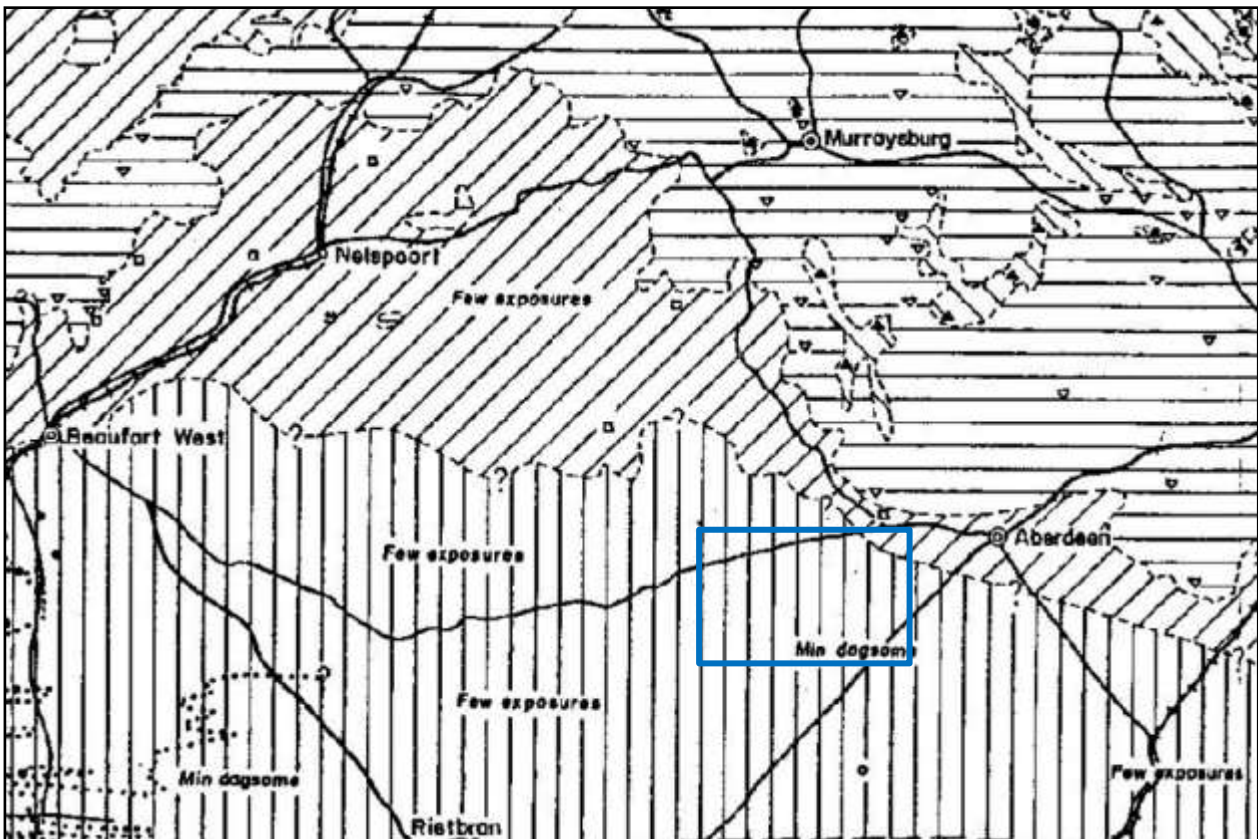 Murraysburg
Nelspoort
Few exposures
?
?
Beaufort West
?
?
Few exposures
Aberdeen
?
Min dagsome
?
Few exposures
Min dagsome
Few exposures
Rietbron